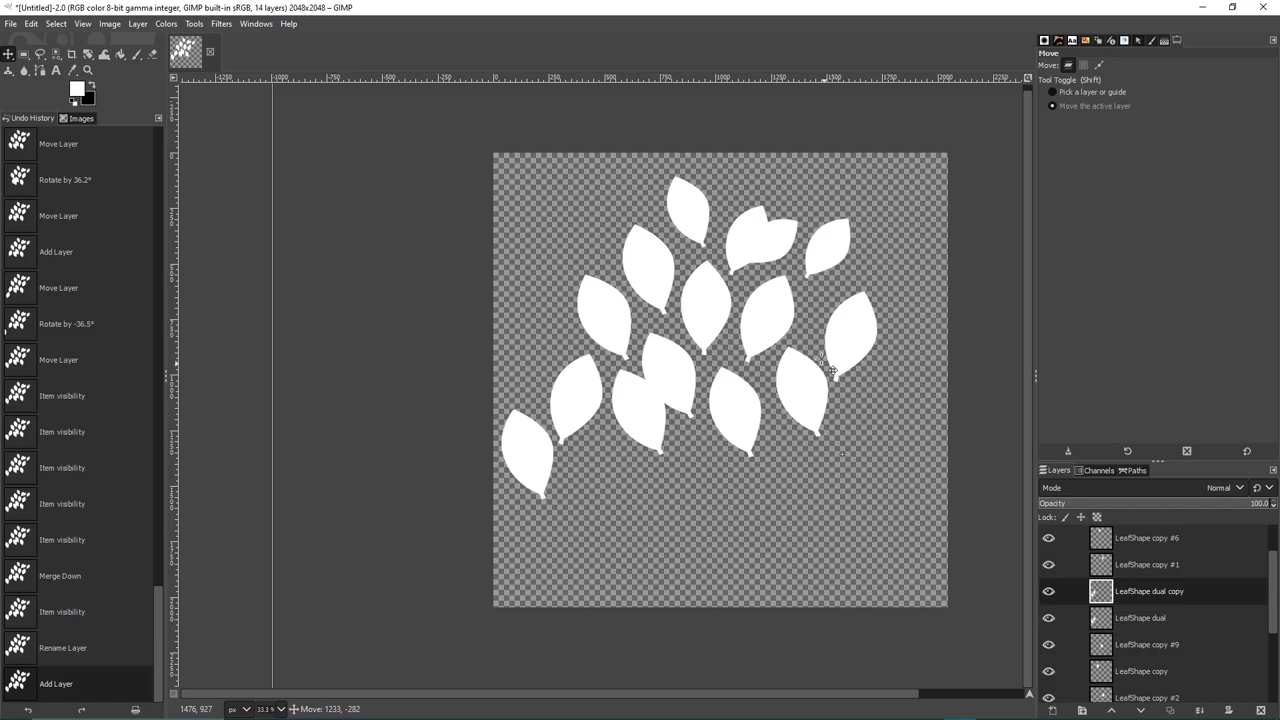 *[Untitled]-2.0 (RGB color 8-bit gamma integer, GIMP built-in sRGB, 14 layers) 2048x2048 – GIMP
File Edit Select View Image Layer Colors Tools Filters Windows Help
Undo History Images
Move Layer
Rotate by 36.2°
Move Layer
Add Layer
Move Layer
Rotate by -36.5°
Move Layer
Item visibility
Item visibility
Item visibility
Item visibility
Item visibility
Merge Down
Item visibility
Rename Layer
Add Layer
1476, 927 px 33.3 % Move: 1233, -282
Move
Move:
Tool Toggle (Shift)
Pick a layer or guide
Move the active layer
Layers Channels Paths
Mode Normal
Opacity 100.0
Lock:
LeafShape copy #6
LeafShape copy #1
LeafShape dual copy
LeafShape dual
LeafShape copy #9
LeafShape copy
LeafShape copy #2